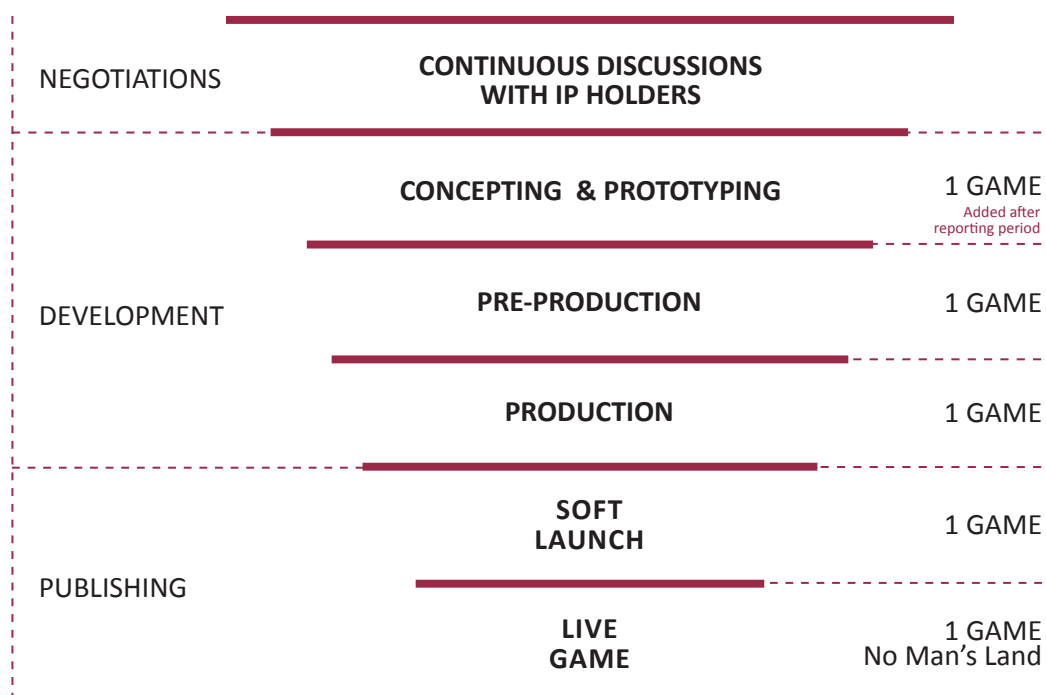 NEGOTIATIONS
CONTINUOUS DISCUSSIONS
WITH IP HOLDERS
DEVELOPMENT
CONCEPTING & PROTOTYPING
1 GAME
Added after
reporting period
PRE-PRODUCTION
1 GAME
PRODUCTION
1 GAME
PUBLISHING
SOFT
LAUNCH
1 GAME
LIVE
GAME
1 GAME
No Man's Land